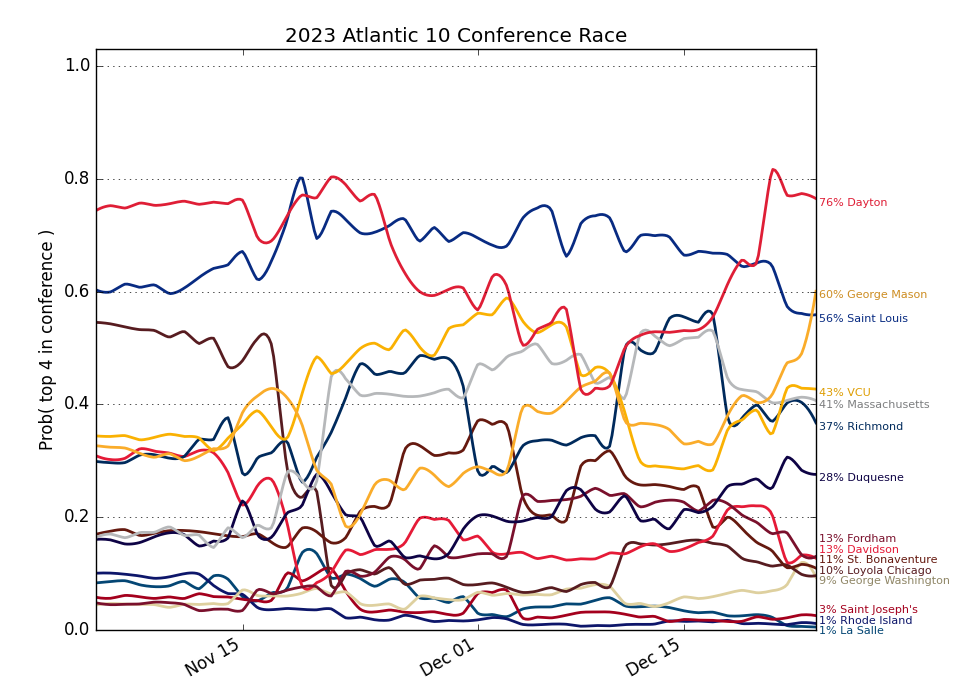 2023 Atlantic 10 Conference Race
Prob( top 4 in conference )
1.0
0.8
0.6
0.4
0.2
0.0
Nov 15
Dec 01
Dec 15
76% Dayton
60% George Mason
56% Saint Louis
43% VCU
41% Massachusetts
37% Richmond
28% Duquesne
13% Fordham
13% Davidson
11% St. Bonaventure
10% Loyola Chicago
9% George Washington
3% Saint Joseph's
1% Rhode Island
1% La Salle